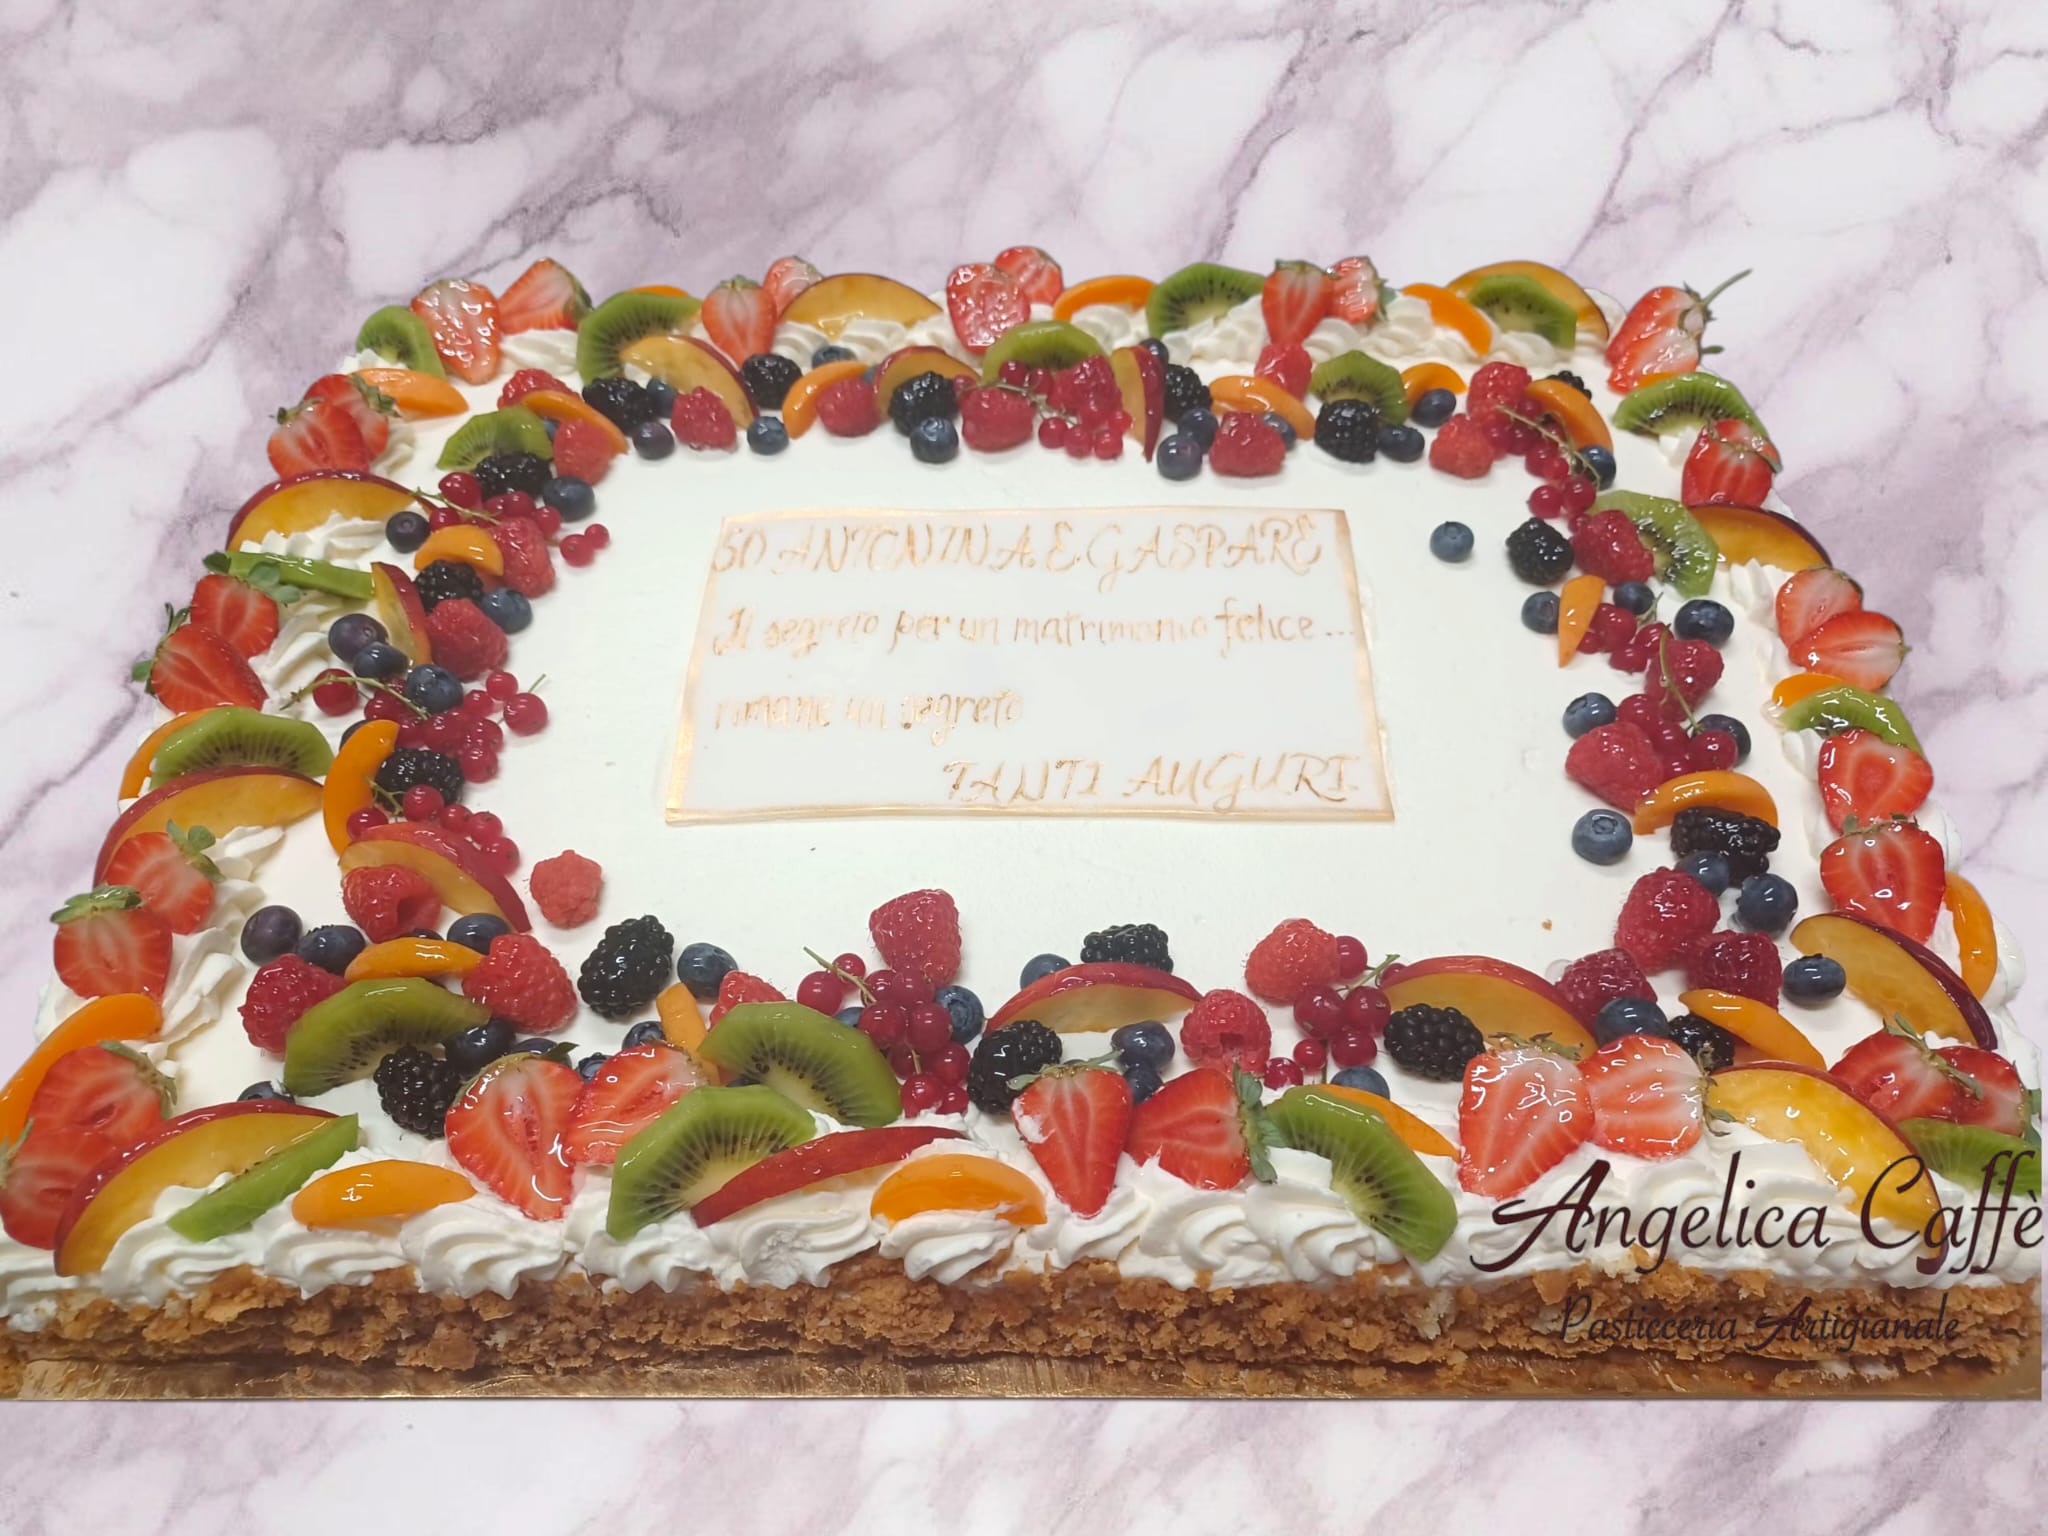 50 ANTONINA E GASPARE
Il segreto per un matrimonio felice...
rimane un segreto
TANTI AUGURI
Angelica Caffè
Pasticceria Artigianale